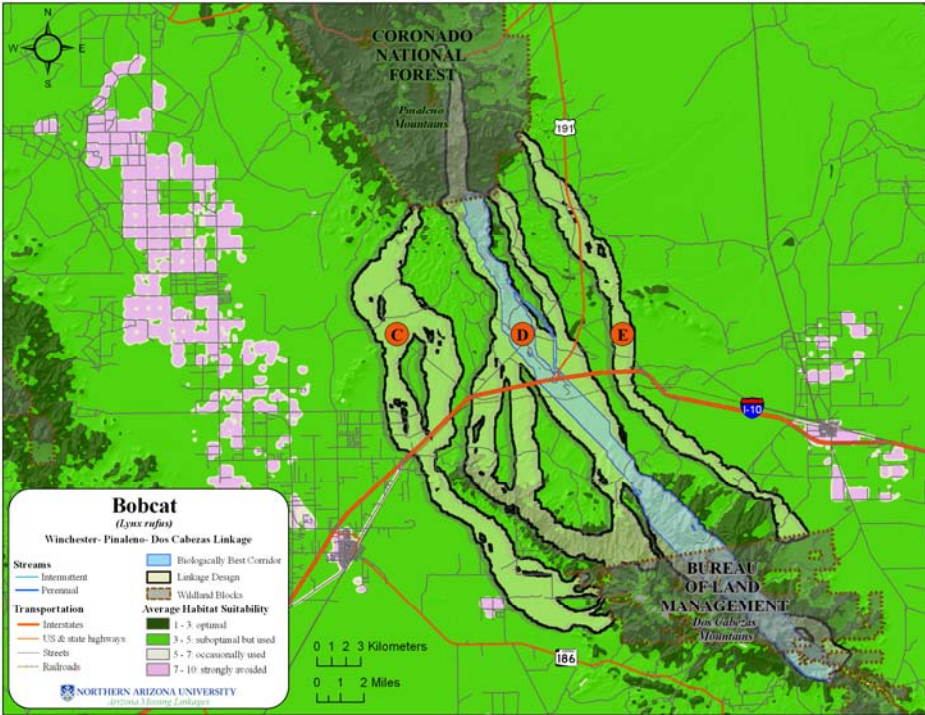 N
W E
S
CORONADO
NATIONAL
FOREST
Pinaleno
Mountains
191
C
D
E
I-10
BUREAU
OF LAND
MANAGEMENT
Dos Cabezas
Mountains
186
0 1 2 3 Kilometers
0 1 2 Miles
Bobcat
(Lynx rufus)
Winchester- Pinaleno- Dos Cabezas Linkage
Streams
Intermittent
Perennial
Transportation
Interstates
US & state highways
Streets
Railroads
Biologically Best Corridor
Linkage Design
Wildland Blocks
Average Habitat Suitability
1 - 3: optimal
3 - 5: suboptimal but used
5 - 7: occasionally used
7 - 10: strongly avoided
NORTHERN ARIZONA UNIVERSITY
Arizona Missing Linkages